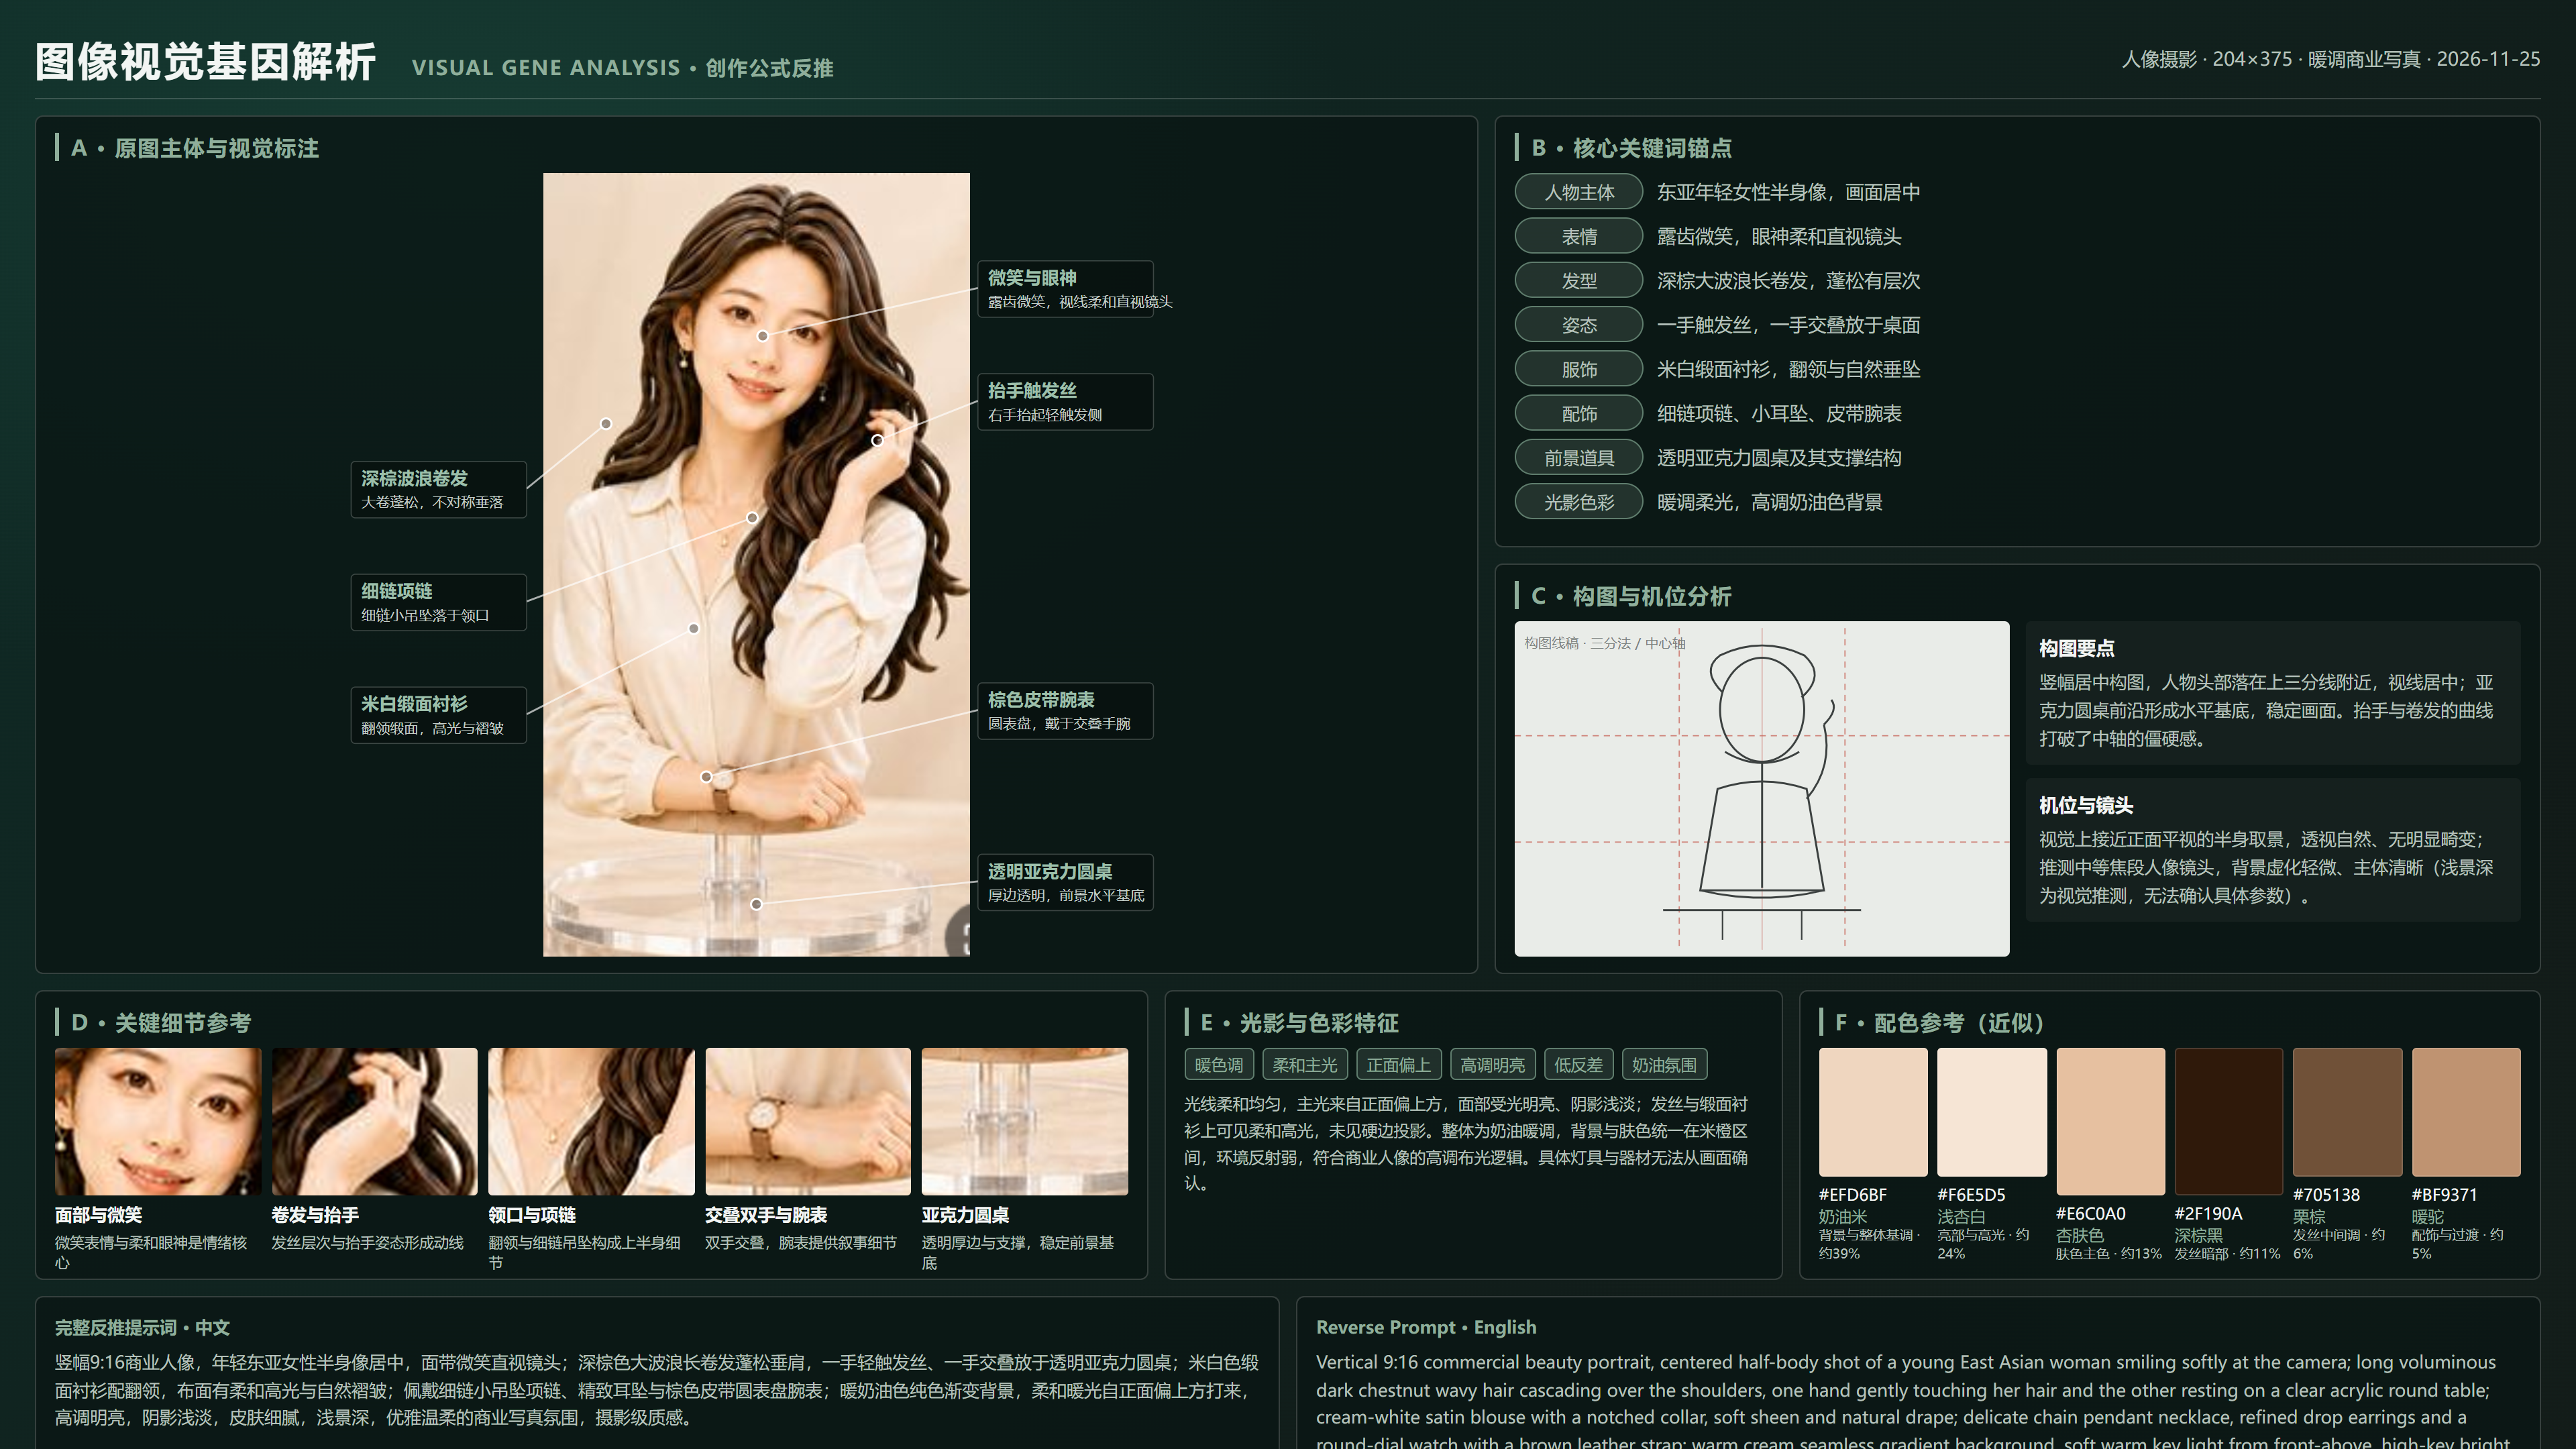 图像视觉基因解析
VISUAL GENE ANALYSIS • 创作公式反推
人像摄影 · 204×375 · 暖调商业写真 · 2026-11-25
A • 原图主体与视觉标注
微笑与眼神
露齿微笑，视线柔和直视镜头
抬手触发丝
右手抬起轻触发侧
深棕波浪卷发
大卷蓬松，不对称垂落
细链项链
细链小吊坠落于领口
米白缎面衬衫
翻领缎面，高光与褶皱
棕色皮带腕表
圆表盘，戴于交叠手腕
透明亚克力圆桌
厚边透明，前景水平基底
B • 核心关键词锚点
人物主体 东亚年轻女性半身像，画面居中
表情 露齿微笑，眼神柔和直视镜头
发型 深棕大波浪长卷发，蓬松有层次
姿态 一手触发丝，一手交叠放于桌面
服饰 米白缎面衬衫，翻领与自然垂坠
配饰 细链项链、小耳坠、皮带腕表
前景道具 透明亚克力圆桌及其支撑结构
光影色彩 暖调柔光，高调奶油色背景
C • 构图与机位分析
构图线稿 · 三分法 / 中心轴
构图要点
竖幅居中构图，人物头部落在上三分线附近，视线居中；亚
克力圆桌前沿形成水平基底，稳定画面。抬手与卷发的曲线
打破了中轴的僵硬感。
机位与镜头
视觉上接近正面平视的半身取景，透视自然、无明显畸变；
推测中等焦段人像镜头，背景虚化轻微、主体清晰（浅景深
为视觉推测，无法确认具体参数）。
D • 关键细节参考
面部与微笑
微笑表情与柔和眼神是情绪核
心
卷发与抬手
发丝层次与抬手姿态形成动线
领口与项链
翻领与细链吊坠构成上半身细
节
交叠双手与腕表
双手交叠，腕表提供叙事细节
亚克力圆桌
透明厚边与支撑，稳定前景基
底
E • 光影与色彩特征
暖色调 柔和主光 正面偏上 高调明亮 低反差 奶油氛围
光线柔和均匀，主光来自正面偏上方，面部受光明亮、阴影浅淡；发丝与缎面衬
衫上可见柔和高光，未见硬边投影。整体为奶油暖调，背景与肤色统一在米橙区
间，环境反射弱，符合商业人像的高调布光逻辑。具体灯具与器材无法从画面确
认。
F • 配色参考（近似）
#EFD6BF
奶油米
背景与整体基调 ·
约39%
#F6E5D5
浅杏白
亮部与高光 · 约
24%
#E6C0A0
杏肤色
肤色主色 · 约13%
#2F190A
深棕黑
发丝暗部 · 约11%
#705138
栗棕
发丝中间调 · 约
6%
#BF9371
暖驼
配饰与过渡 · 约
5%
完整反推提示词 • 中文
竖幅9:16商业人像，年轻东亚女性半身像居中，面带微笑直视镜头；深棕色大波浪长卷发蓬松垂肩，一手轻触发丝、一手交叠放于透明亚克力圆桌；米白色缎
面衬衫配翻领，布面有柔和高光与自然褶皱；佩戴细链小吊坠项链、精致耳坠与棕色皮带圆表盘腕表；暖奶油色纯色渐变背景，柔和暖光自正面偏上方打来，
高调明亮，阴影浅淡，皮肤细腻，浅景深，优雅温柔的商业写真氛围，摄影级质感。
Reverse Prompt • English
Vertical 9:16 commercial beauty portrait, centered half-body shot of a young East Asian woman smiling softly at the camera; long voluminous
dark chestnut wavy hair cascading over the shoulders, one hand gently touching her hair and the other resting on a clear acrylic round table;
cream-white satin blouse with a notched collar, soft sheen and natural drape; delicate chain pendant necklace, refined drop earrings and a
round-dial watch with a brown leather strap; warm cream seamless gradient background, soft warm key light from front-above, high-key bright